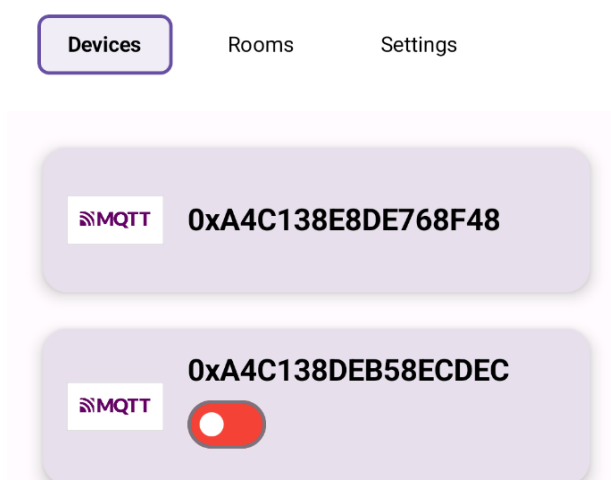 Devices Rooms Settings
MQTT 0xA4C138E8DE768F48
0xA4C138DEB58ECDEC
MQTT